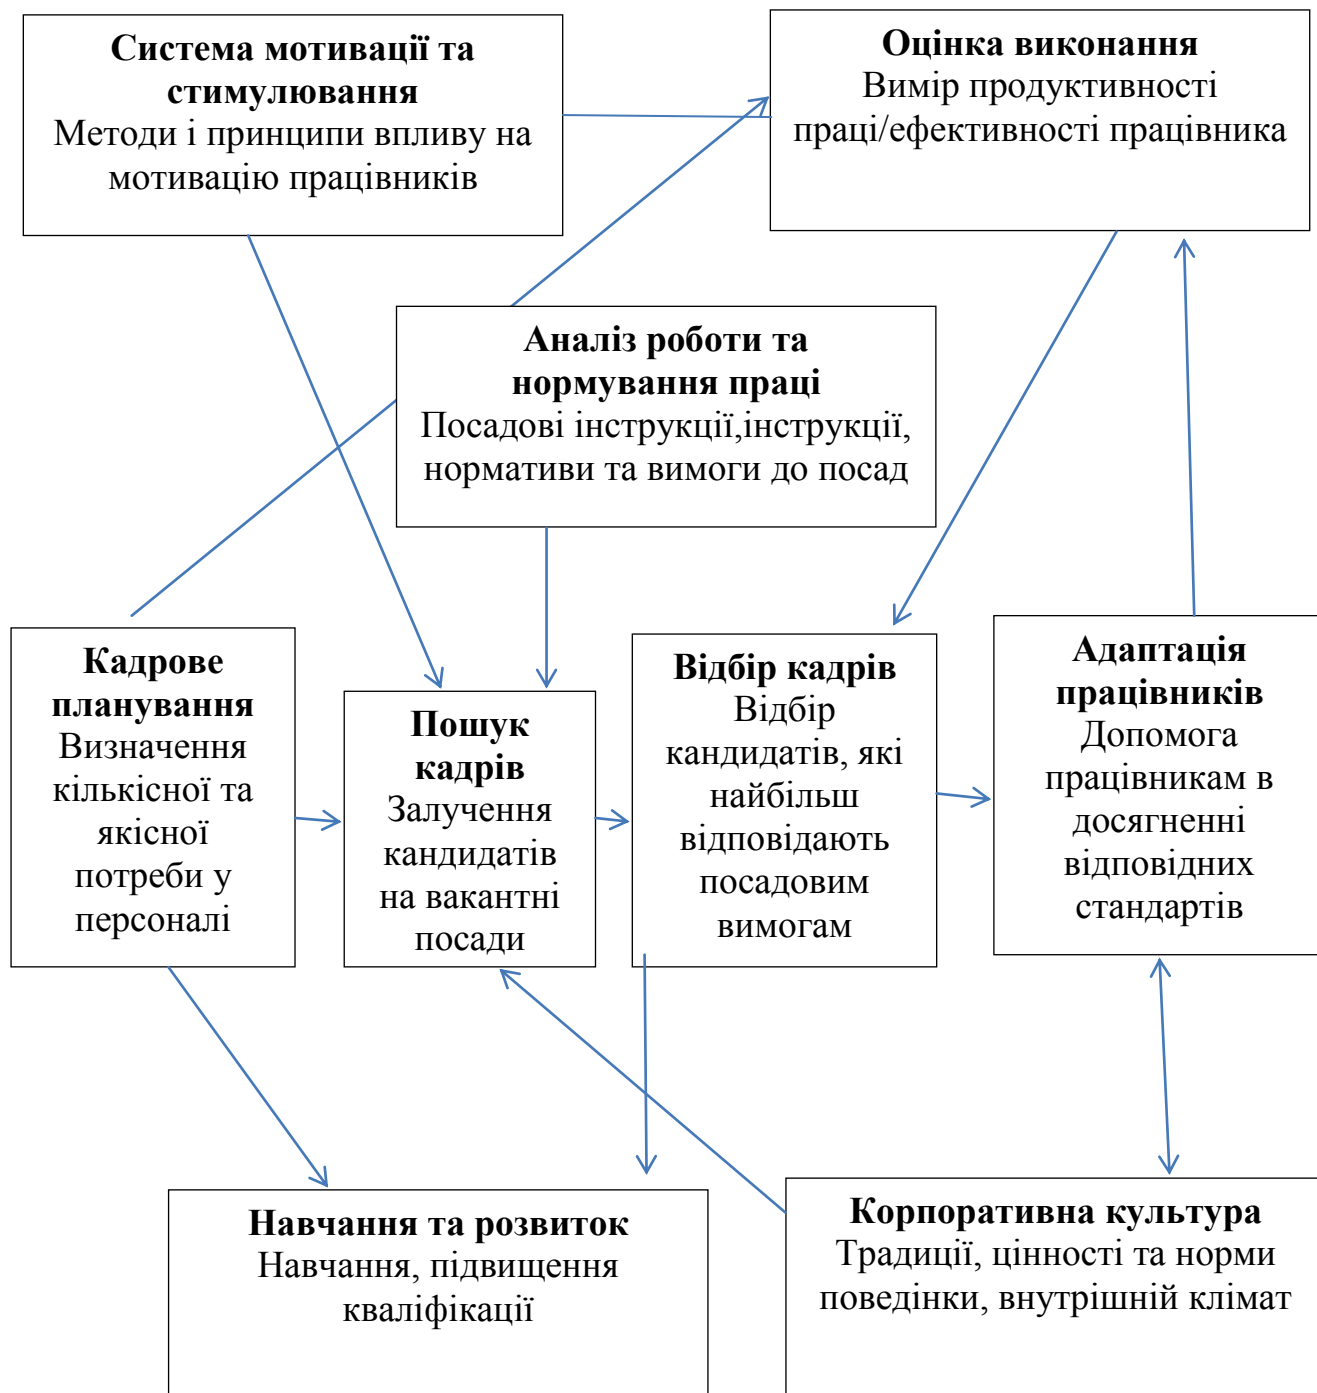 Система мотивації та
стимулювання
Методи і принципи впливу на
мотивацію працівників
Оцінка виконання
Вимір продуктивності
праці/ефективності працівника
Аналіз роботи та
нормування праці
Посадові інструкції,інструкції,
нормативи та вимоги до посад
Кадрове
планування
Визначення
кількісної та
якісної
потреби у
персоналі
Пошук
кадрів
Залучення
кандидатів
на вакантні
посади
Відбір кадрів
Відбір
кандидатів, які
найбільш
відповідають
посадовим
вимогам
Адаптація
працівників
Допомога
працівникам в
досягненні
відповідних
стандартів
Навчання та розвиток
Навчання, підвищення
кваліфікації
Корпоративна культура
Традиції, цінності та норми
поведінки, внутрішній клімат